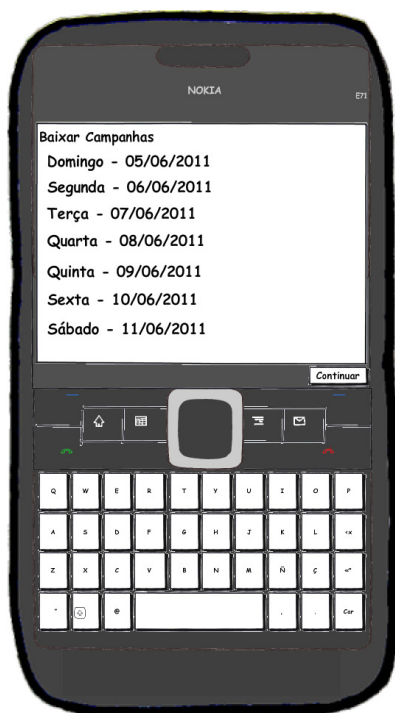 NOKIA
E71
Baixar Campanhas
Domingo - 05/06/2011
Segunda - 06/06/2011
Terça - 07/06/2011
Quarta - 08/06/2011
Quinta - 09/06/2011
Sexta - 10/06/2011
Sábado - 11/06/2011
Continuar
Q W E R T Y U I O P
A S D F G H J K L
Z X C V B N M Ñ Ç
@ , . Car